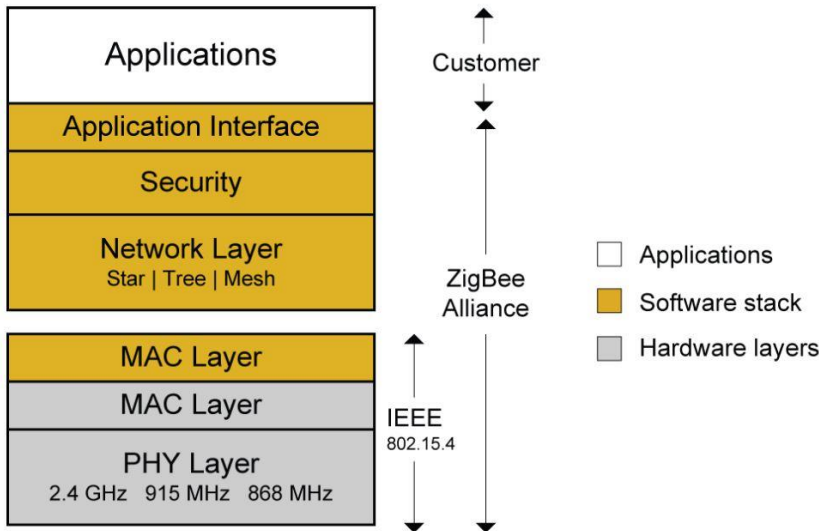 Applications
Application Interface
Security
Network Layer
Star | Tree | Mesh
MAC Layer
MAC Layer
PHY Layer
2.4 GHz 915 MHz 868 MHz
Customer
ZigBee
Alliance
IEEE
802.15.4
Applications
Software stack
Hardware layers